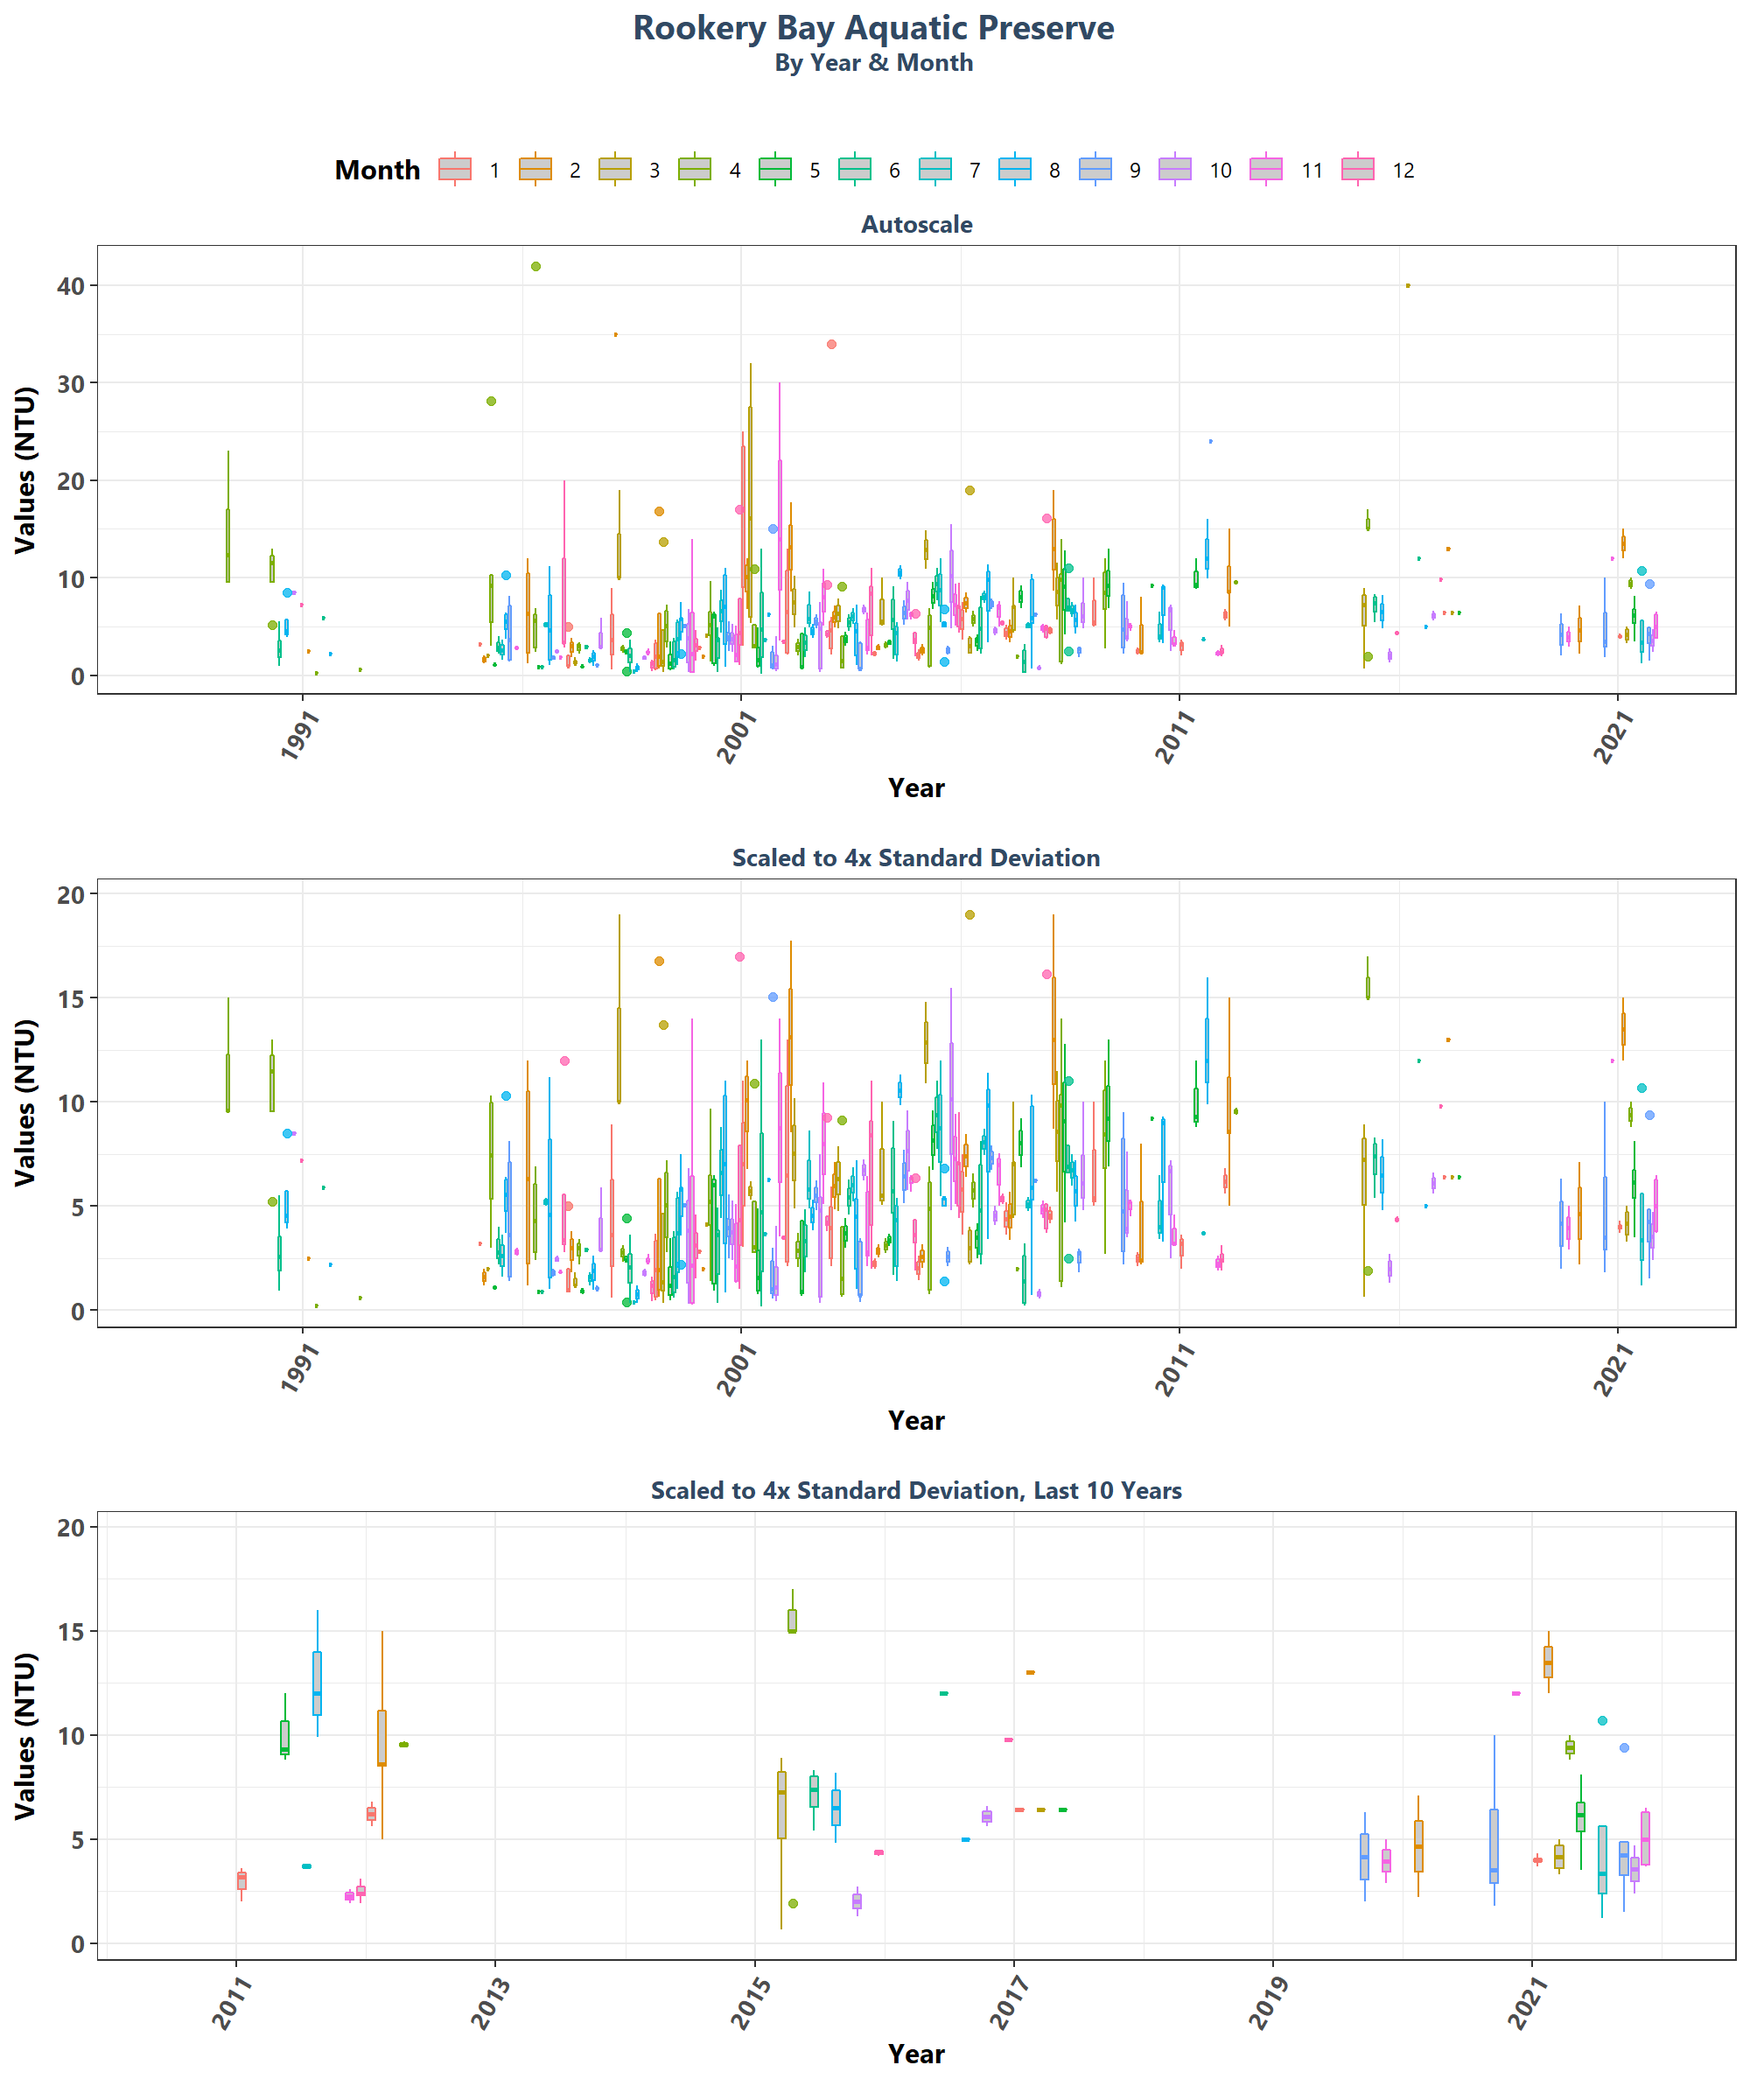 Rookery Bay Aquatic Preserve
By Year & Month
Month 1 2 3 4 5 6 7 8 9 10 11 12
Autoscale
Values (NTU)
40
30
20
10
0
1991 2001 2011 2021
Year
Scaled to 4x Standard Deviation
Values (NTU)
20
15
10
5
0
1991 2001 2011 2021
Year
Scaled to 4x Standard Deviation, Last 10 Years
Values (NTU)
20
15
10
5
0
2011 2013 2015 2017 2019 2021
Year